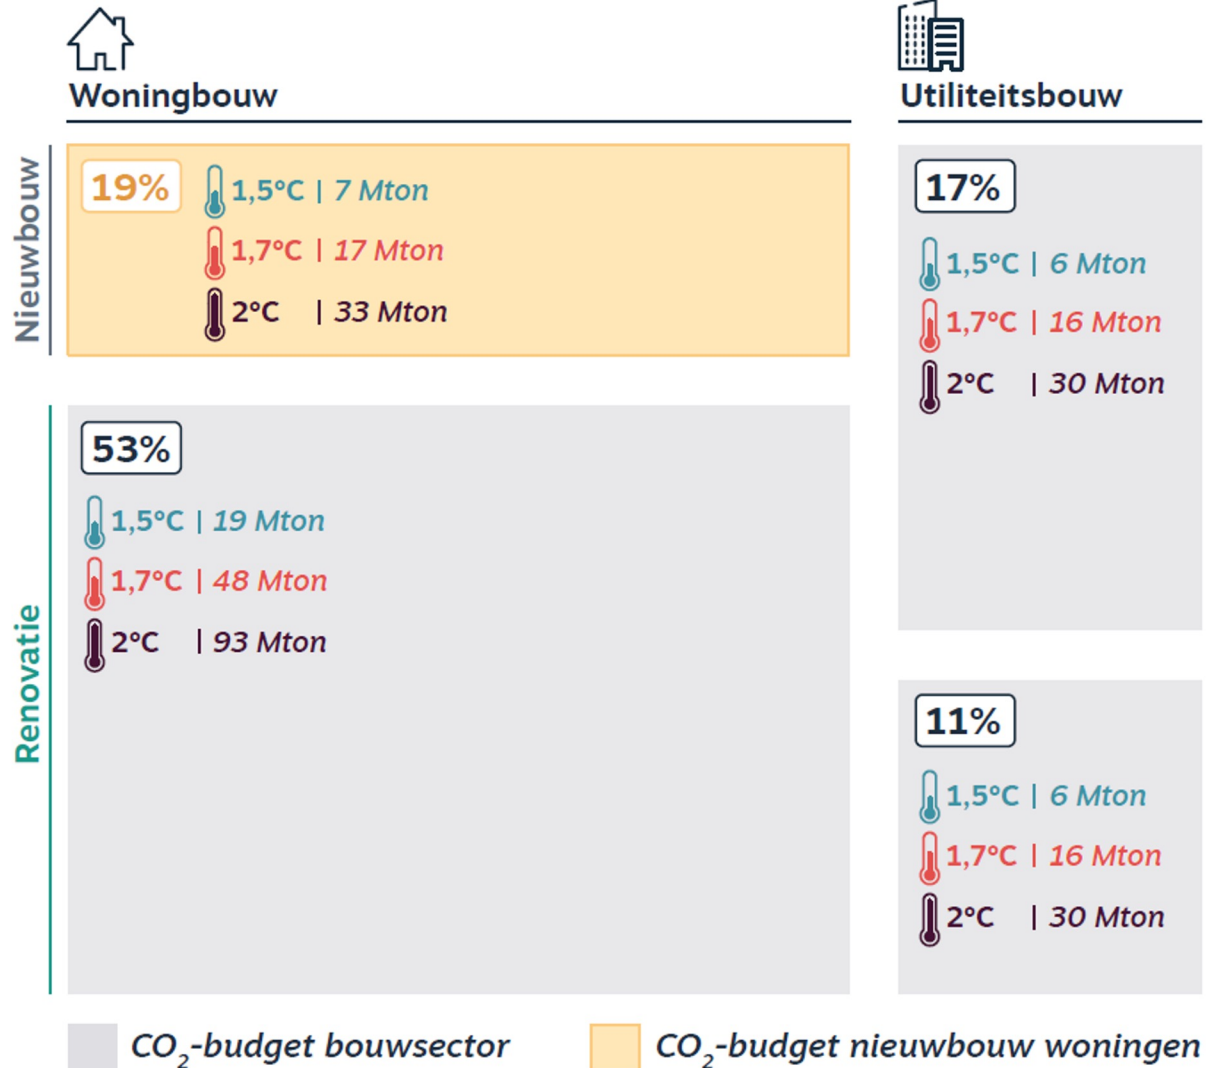 Woningbouw
Utiliteitsbouw
Nieuwbouw
19%
1,5°C | 7 Mton
1,7°C | 17 Mton
2°C | 33 Mton
17%
1,5°C | 6 Mton
1,7°C | 16 Mton
2°C | 30 Mton
Renovatie
53%
1,5°C | 19 Mton
1,7°C | 48 Mton
2°C | 93 Mton
11%
1,5°C | 6 Mton
1,7°C | 16 Mton
2°C | 30 Mton
CO₂-budget bouwsector
CO₂-budget nieuwbouw woningen